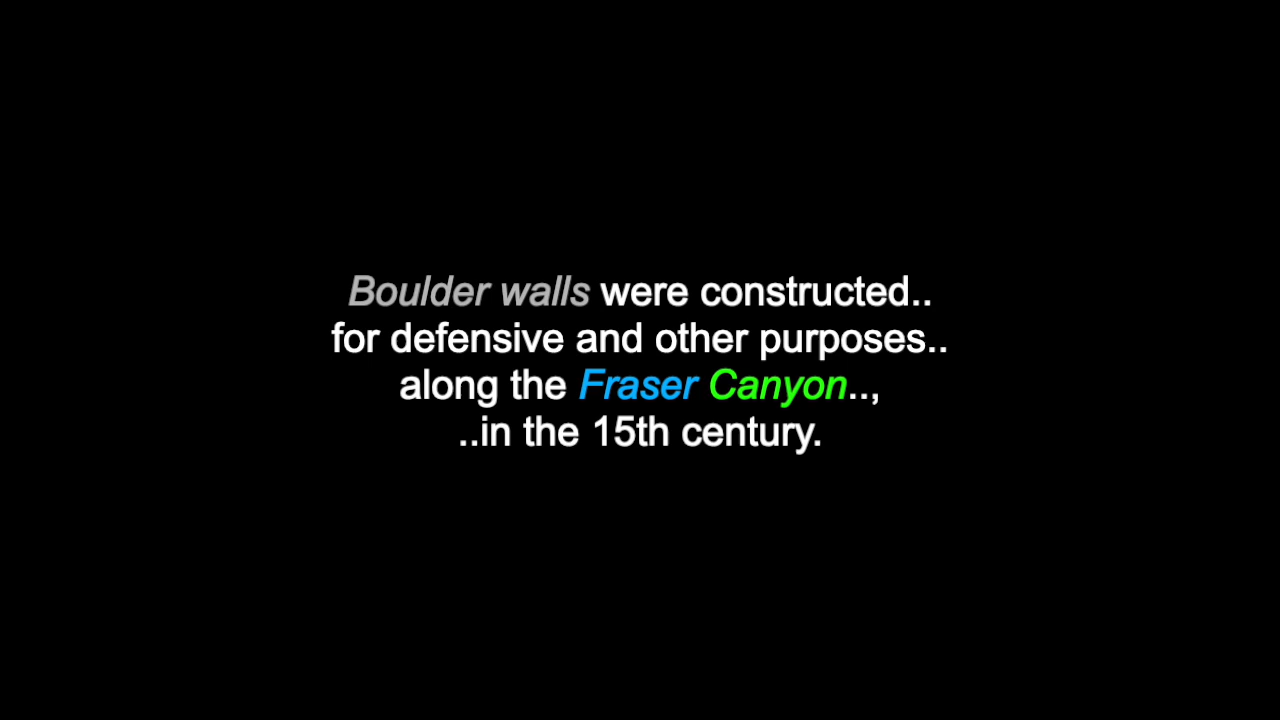 Boulder walls were constructed..
for defensive and other purposes..
along the Fraser Canyon..,
..in the 15th century.